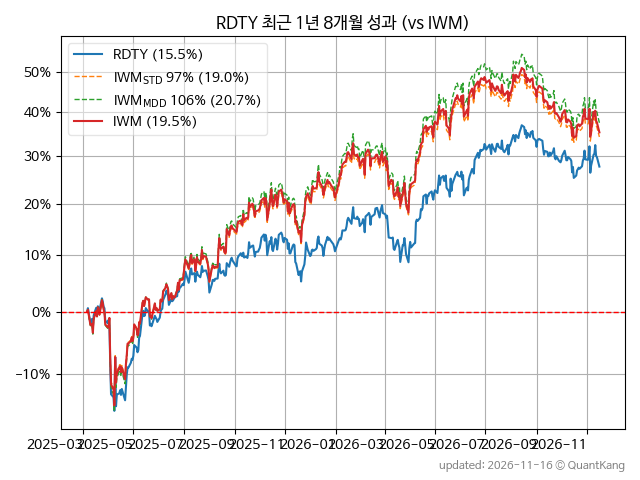 RDTY 최근 1년 8개월 성과 (vs IWM)
RDTY (15.5%)
IWM_STD 97% (19.0%)
IWM_MDD 106% (20.7%)
IWM (19.5%)
50%
40%
30%
20%
10%
0%
−10%
2025-03 2025-05 2025-07 2025-09 2025-11 2026-01 2026-03 2026-05 2026-07 2026-09 2026-11
updated: 2026-11-16 © QuantKang